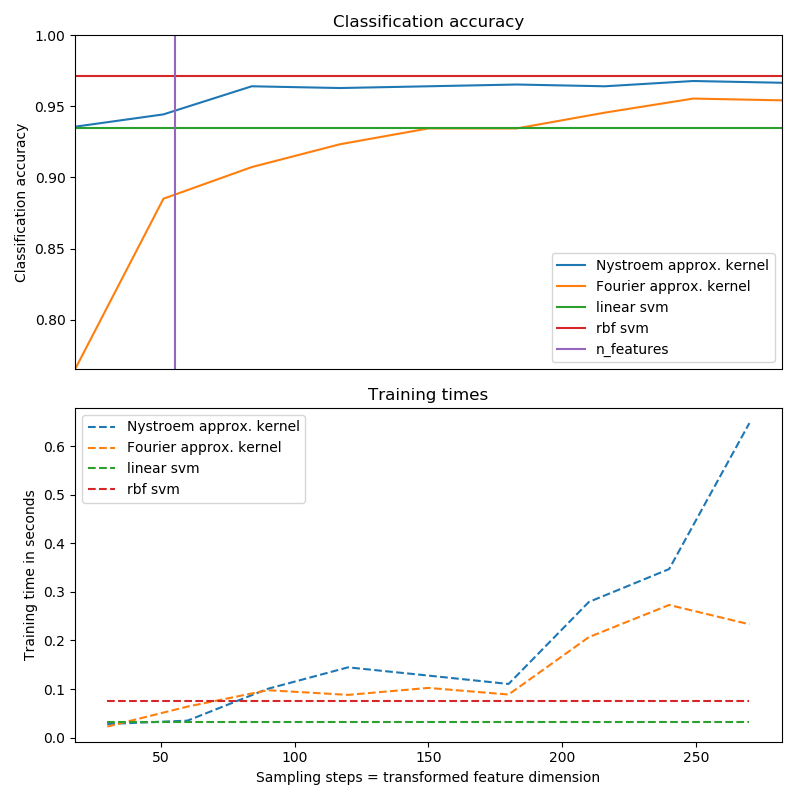 Classification accuracy
1.00
0.95
0.90
0.85
0.80
Classification accuracy
Nystroem approx. kernel
Fourier approx. kernel
linear svm
rbf svm
n_features
Training times
0.6
0.5
0.4
0.3
0.2
0.1
0.0
Training time in seconds
Nystroem approx. kernel
Fourier approx. kernel
linear svm
rbf svm
50 100 150 200 250
Sampling steps = transformed feature dimension